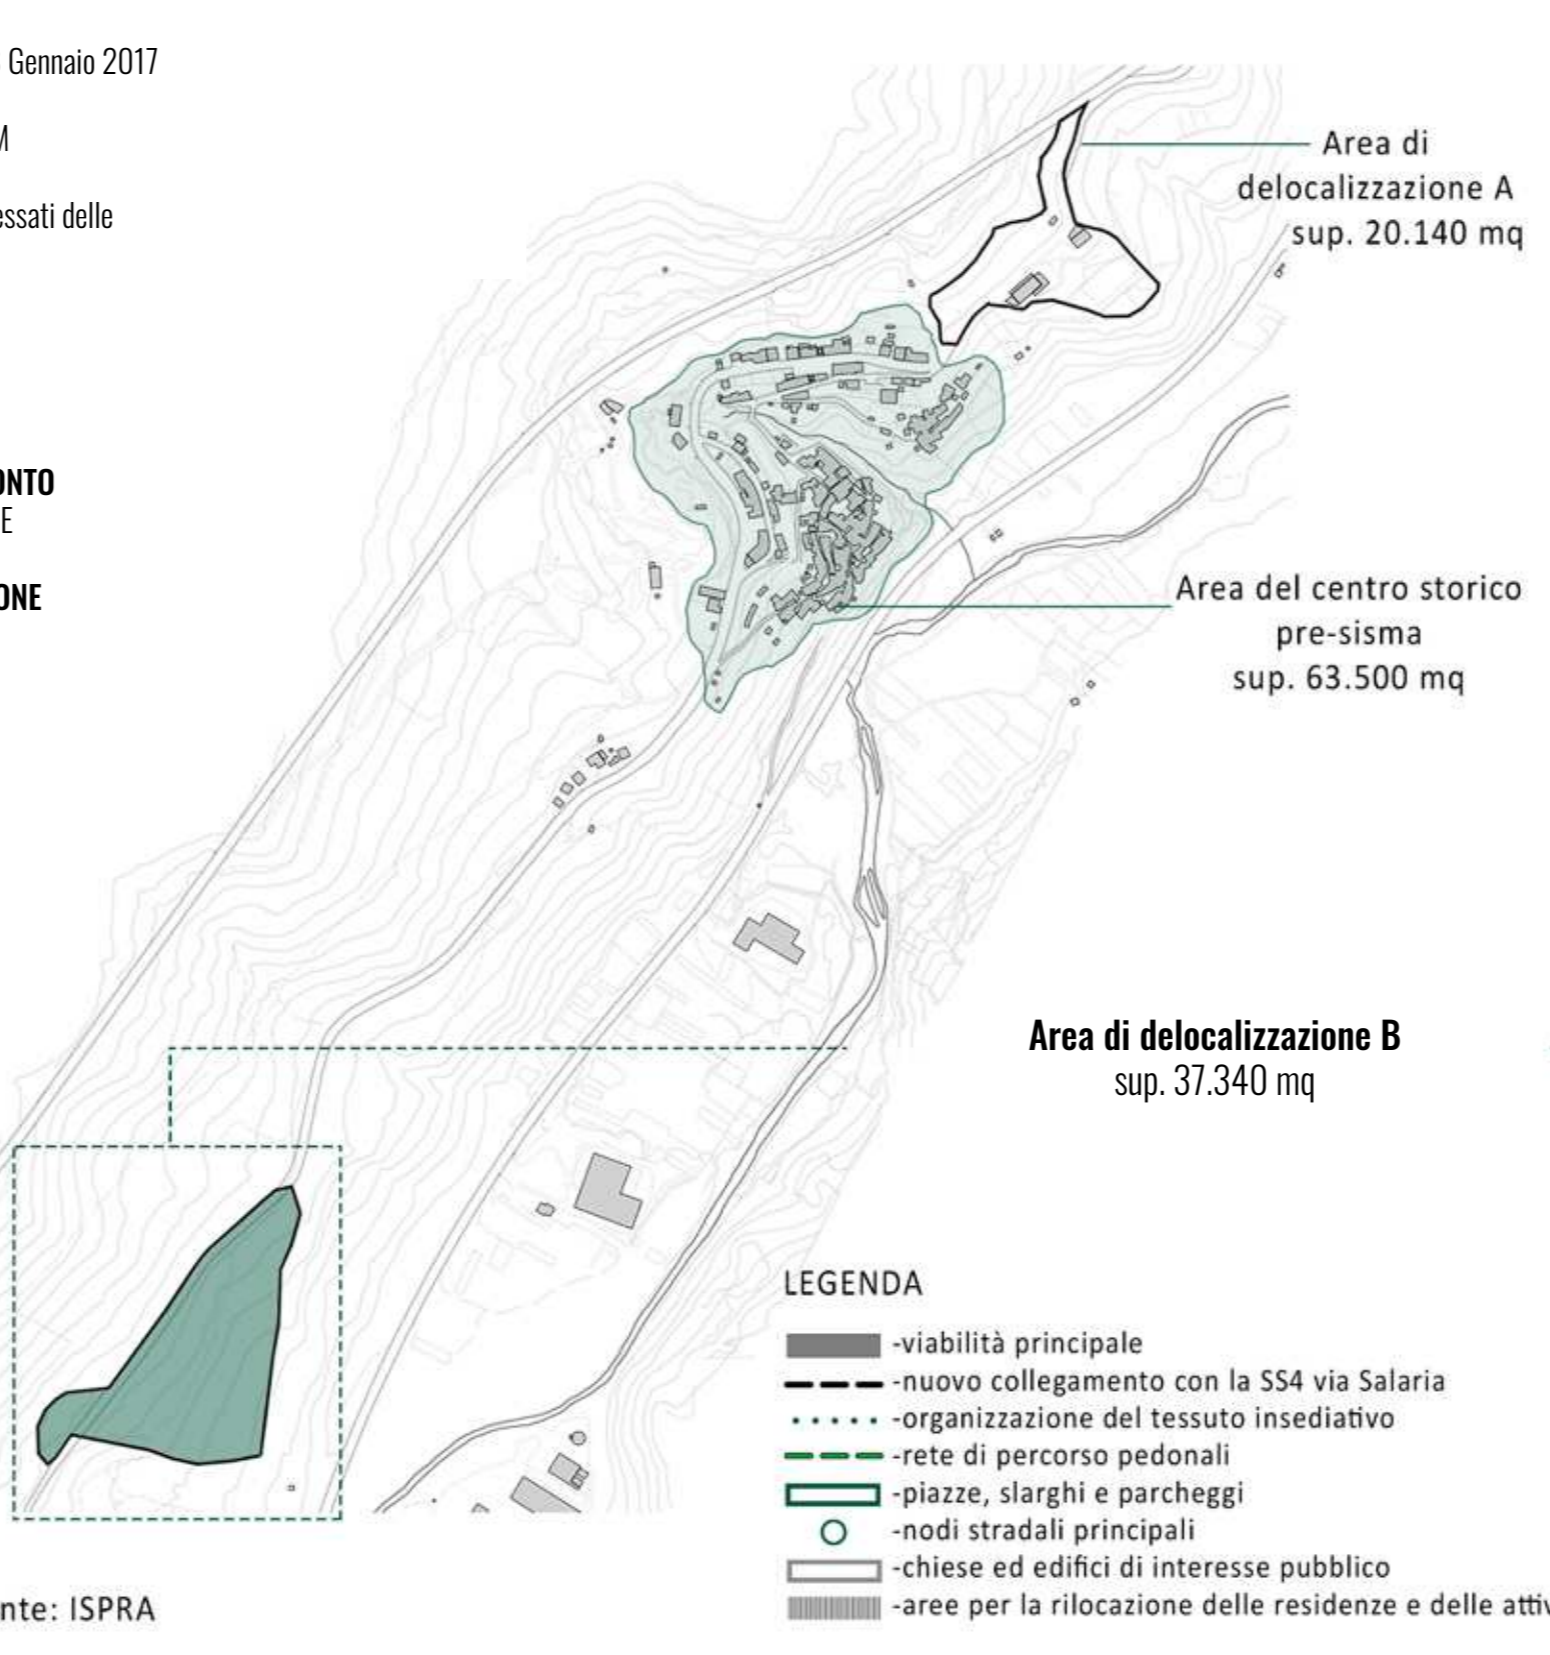 Gennaio 2017
M
essati delle
ONTO
E
ONE
Area di
delocalizzazione A
sup. 20.140 mq
Area del centro storico
pre-sisma
sup. 63.500 mq
Area di delocalizzazione B
sup. 37.340 mq
LEGENDA
-viabilità principale
-nuovo collegamento con la SS4 via Salaria
-organizzazione del tessuto insediativo
-rete di percorso pedonali
-piazze, slarghi e parcheggi
-nodi stradali principali
-chiese ed edifici di interesse pubblico
-aree per la rilocazione delle residenze e delle attiv
nte: ISPRA